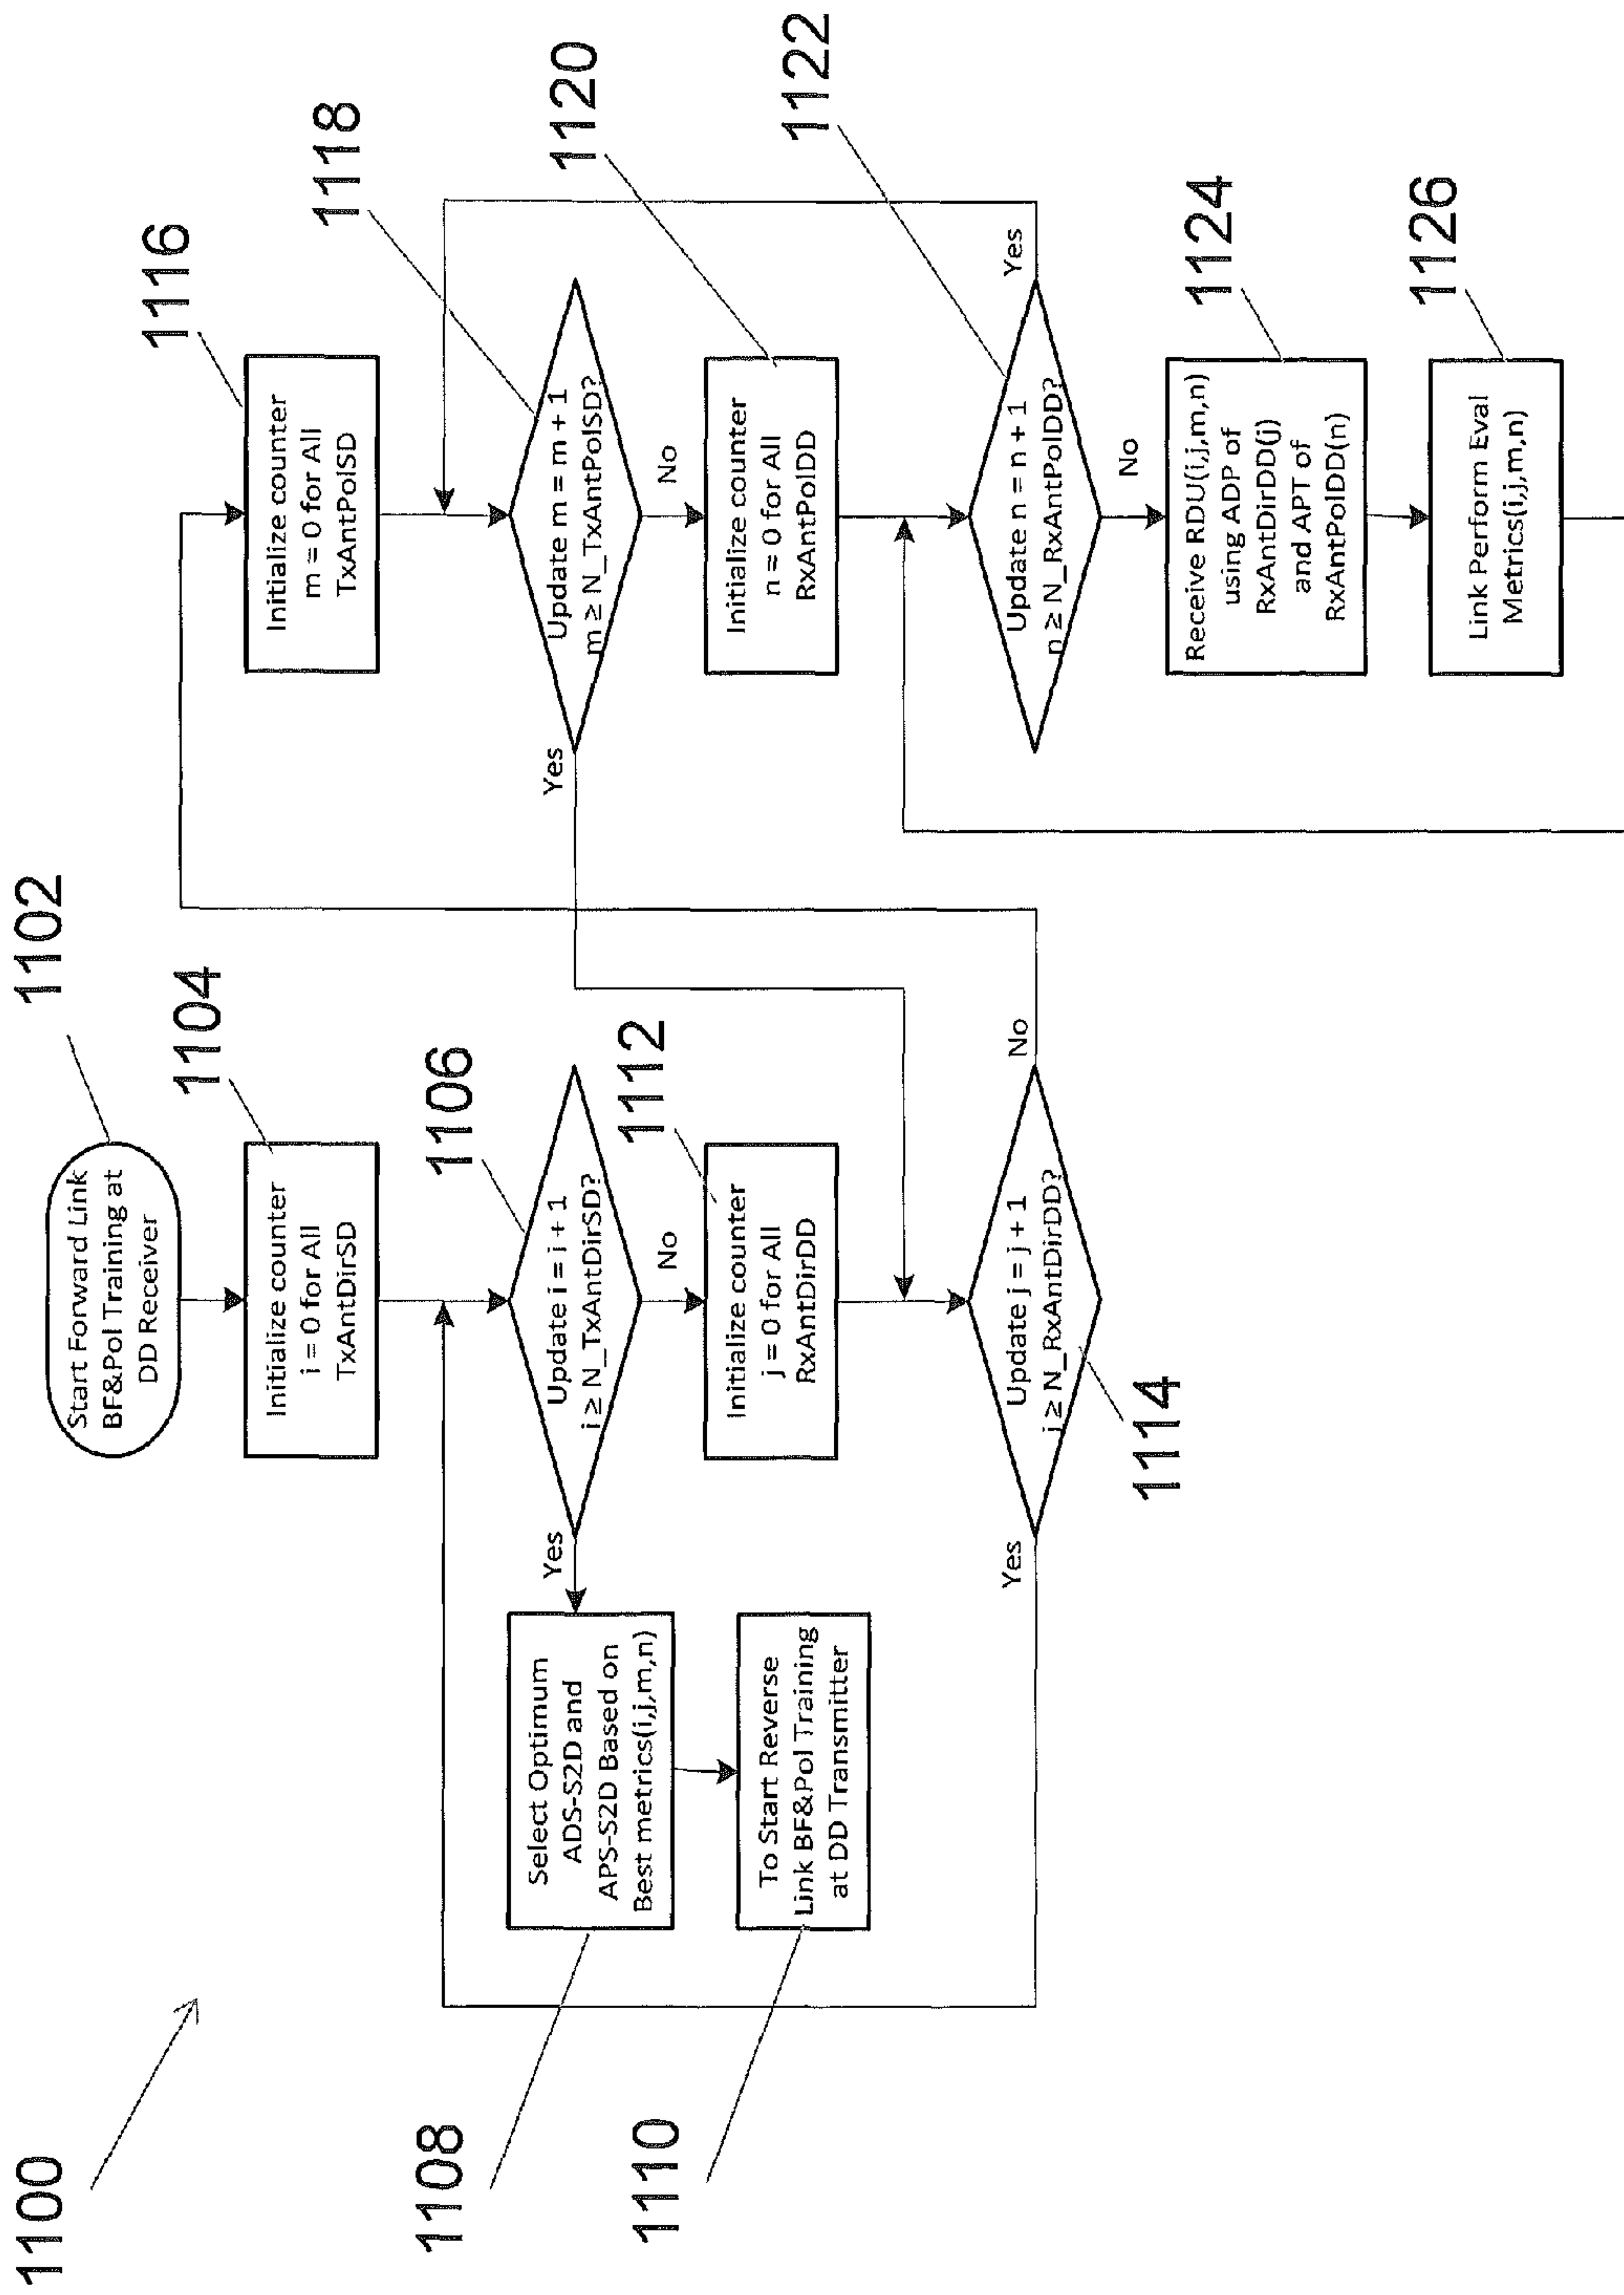 1100
1102
Start Forward Link
BF&Pol Training at
DD Receiver
1104
Initialize counter
i = 0 for All
TxAntDirSD
1106
Update i = i + 1
i ≥ N_TxAntDirSD?
Yes
No
1108
Select Optimum
ADS-S2D and
APS-S2D Based on
Best metrics(i,j,m,n)
1110
To Start Reverse
Link BF&Pol Training
at DD Transmitter
1112
Initialize counter
j = 0 for All
RxAntDirDD
1114
Update j = j + 1
j ≥ N_RxAntDirDD?
Yes
No
1116
Initialize counter
m = 0 for All
TxAntPolSD
1118
Update m = m + 1
m ≥ N_TxAntPolSD?
Yes
No
1120
Initialize counter
n = 0 for All
RxAntPolDD
1122
Update n = n + 1
n ≥ N_RxAntPolDD?
Yes
No
1124
Receive RDU(i,j,m,n)
using ADP of
RxAntDirDD(j)
and APT of
RxAntPolDD(n)
1126
Link Perform Eval
Metrics(i,j,m,n)